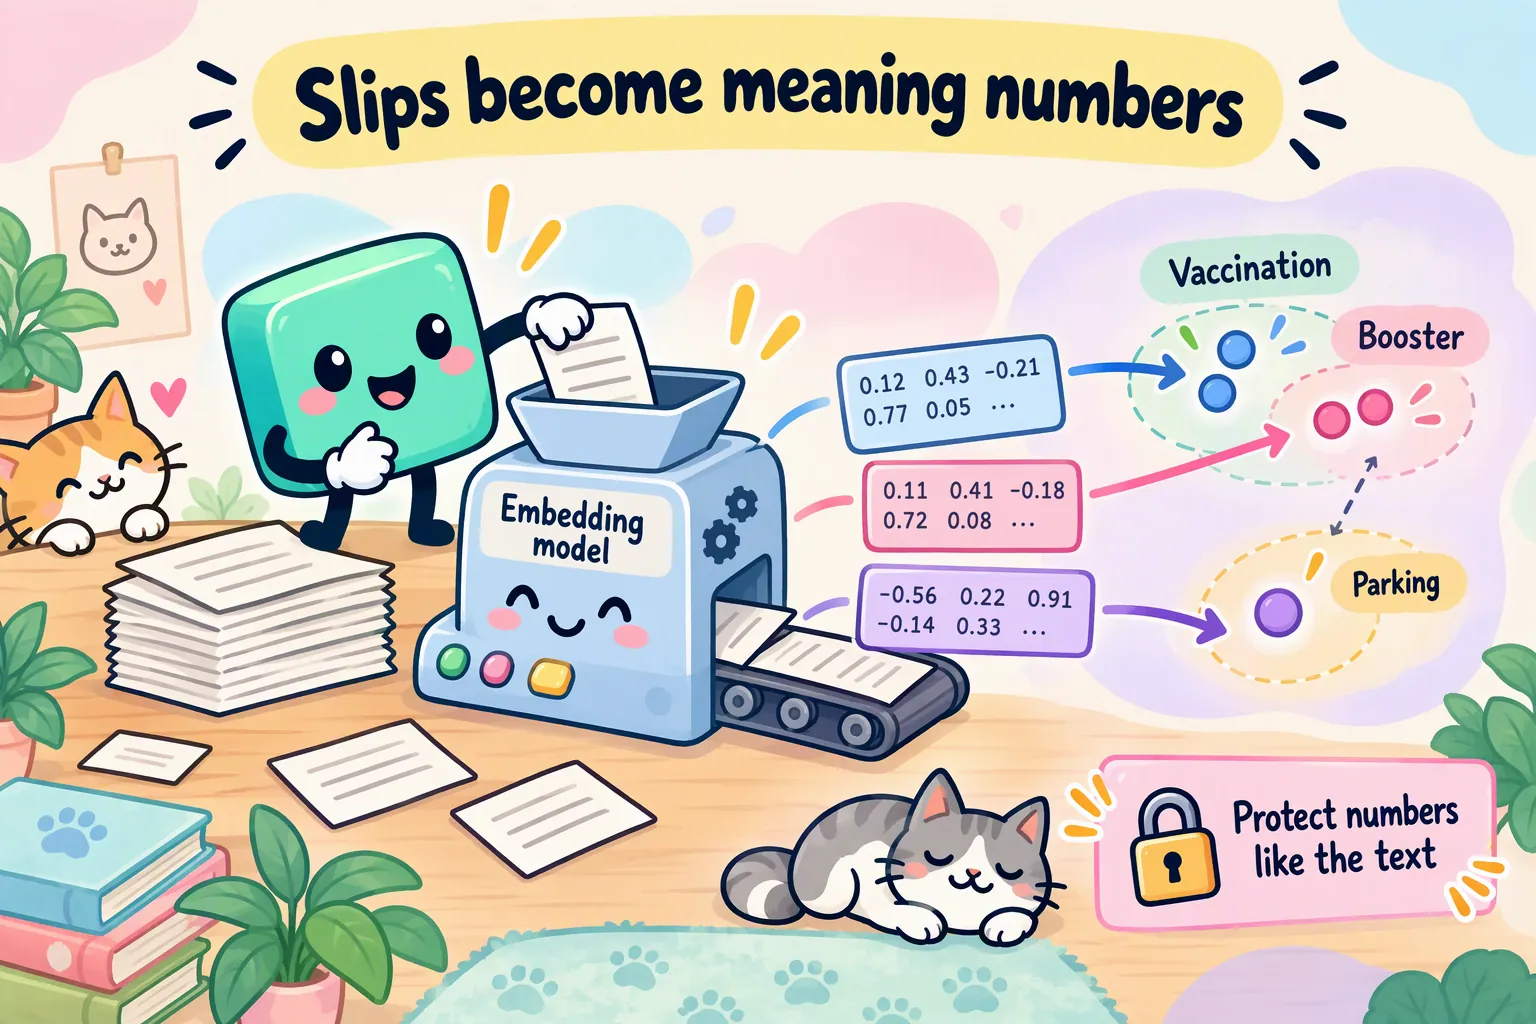 Slips become meaning numbers
Embedding
model
0.12 0.43 −0.21
0.77 0.05 ...
0.11 0.41 −0.18
0.72 0.08 ...
−0.56 0.22 0.91
−0.14 0.33 ...
Vaccination
Booster
Parking
Protect numbers
like the text